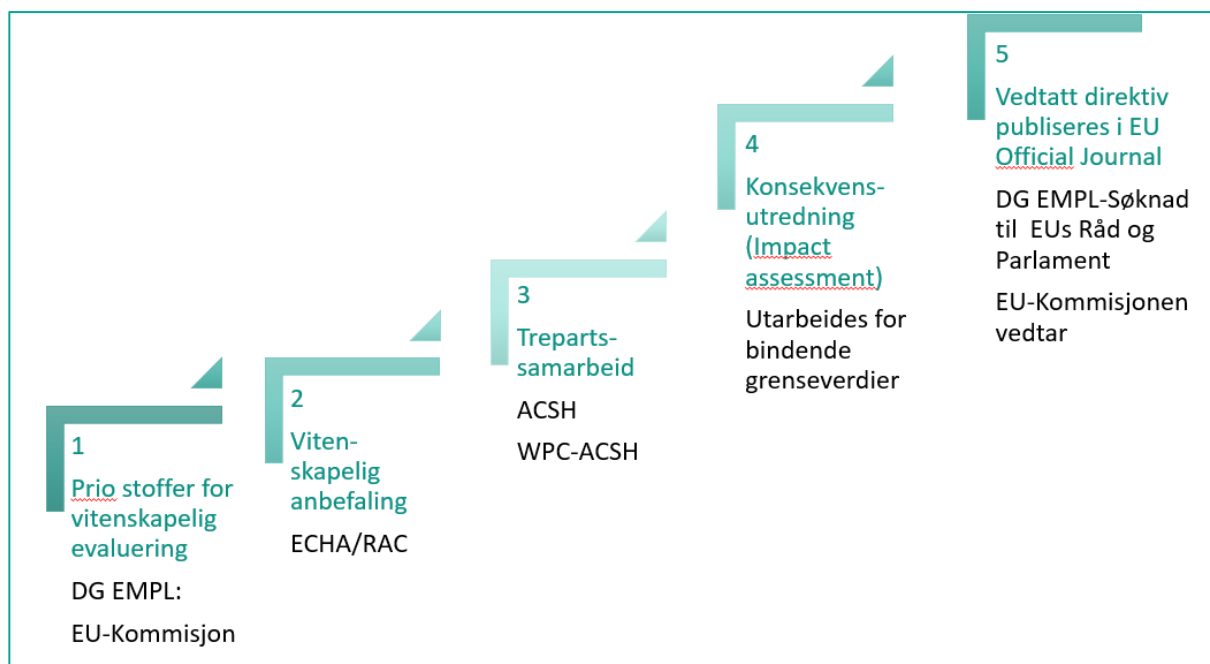 1
Prio stoffer for
vitenskapelig
evaluering
DG EMPL:
EU-Kommisjon
2
Viten-
skapelig
anbefaling
ECHA/RAC
3
Treparts-
samarbeid
ACSH
WPC-ACSH
4
Konsekvens-
utredning
(Impact
assessment)
Utarbeides for
bindende
grenseverdier
5
Vedtatt direktiv
publiseres i EU
Official Journal
DG EMPL-Søknad
til  EUs Råd og
Parlament
EU-Kommisjonen
vedtar